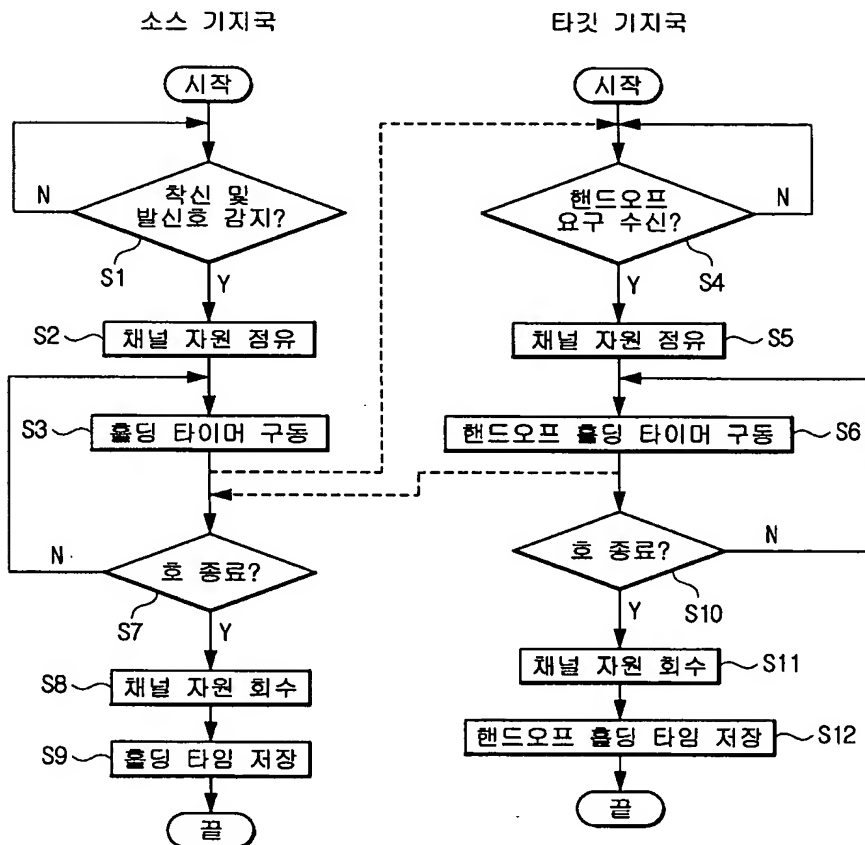 소스 기지국
시작
착신 및
발신호 감지?
N
S1
Y
S2
채널 자원 점유
S3
홀딩 타이머 구동
호 종료?
N
S7
Y
S8
채널 자원 회수
S9
홀딩 타임 저장
끝
타깃 기지국
시작
핸드오프
요구 수신?
N
S4
Y
채널 자원 점유
S5
핸드오프 홀딩 타이머 구동
S6
호 종료?
N
S10
Y
채널 자원 회수
S11
핸드오프 홀딩 타임 저장
S12
끝